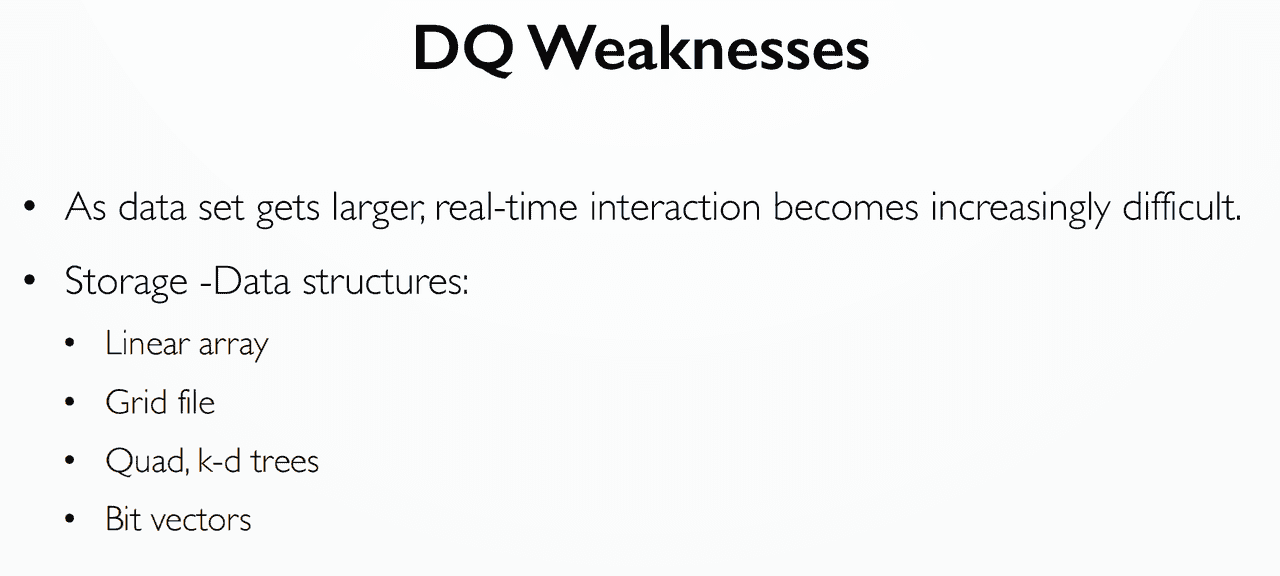 DQ Weaknesses
• As data set gets larger, real-time interaction becomes increasingly difficult.
• Storage -Data structures:
• Linear array
• Grid file
• Quad, k-d trees
• Bit vectors